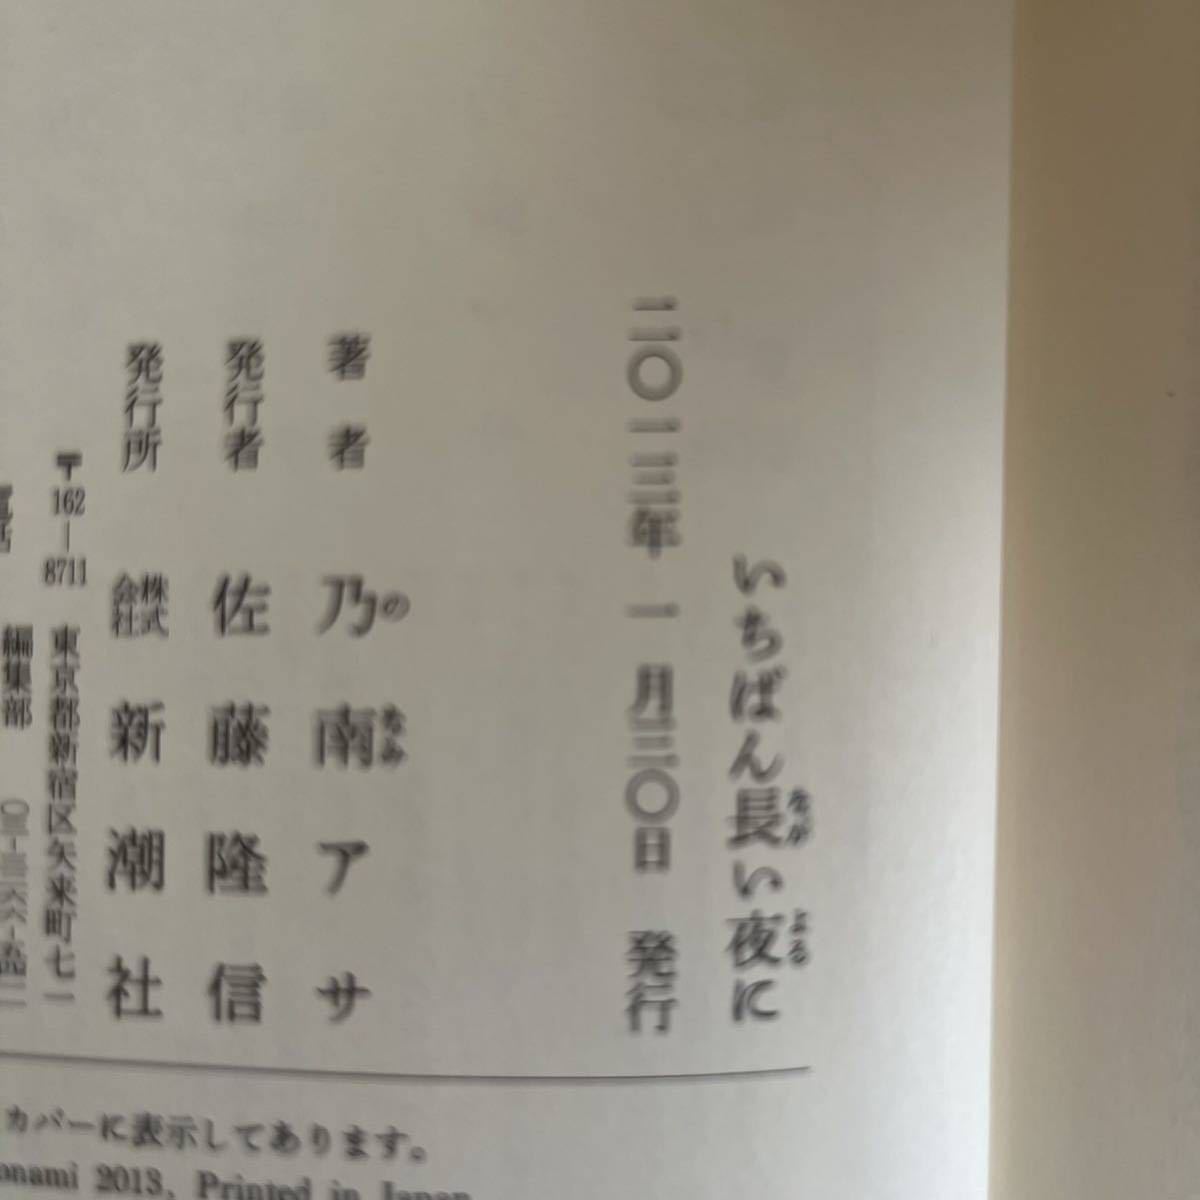 いちばん長い夜に
二〇一三年 一 月三〇日 発行
著 者 乃南アサ
発行者 佐藤隆信
発行所 株式会社 新潮社
〒162-8711 東京都新宿区矢来町七一
編集部
カバーに表示してあります。
onami 2013, Printed in Japan